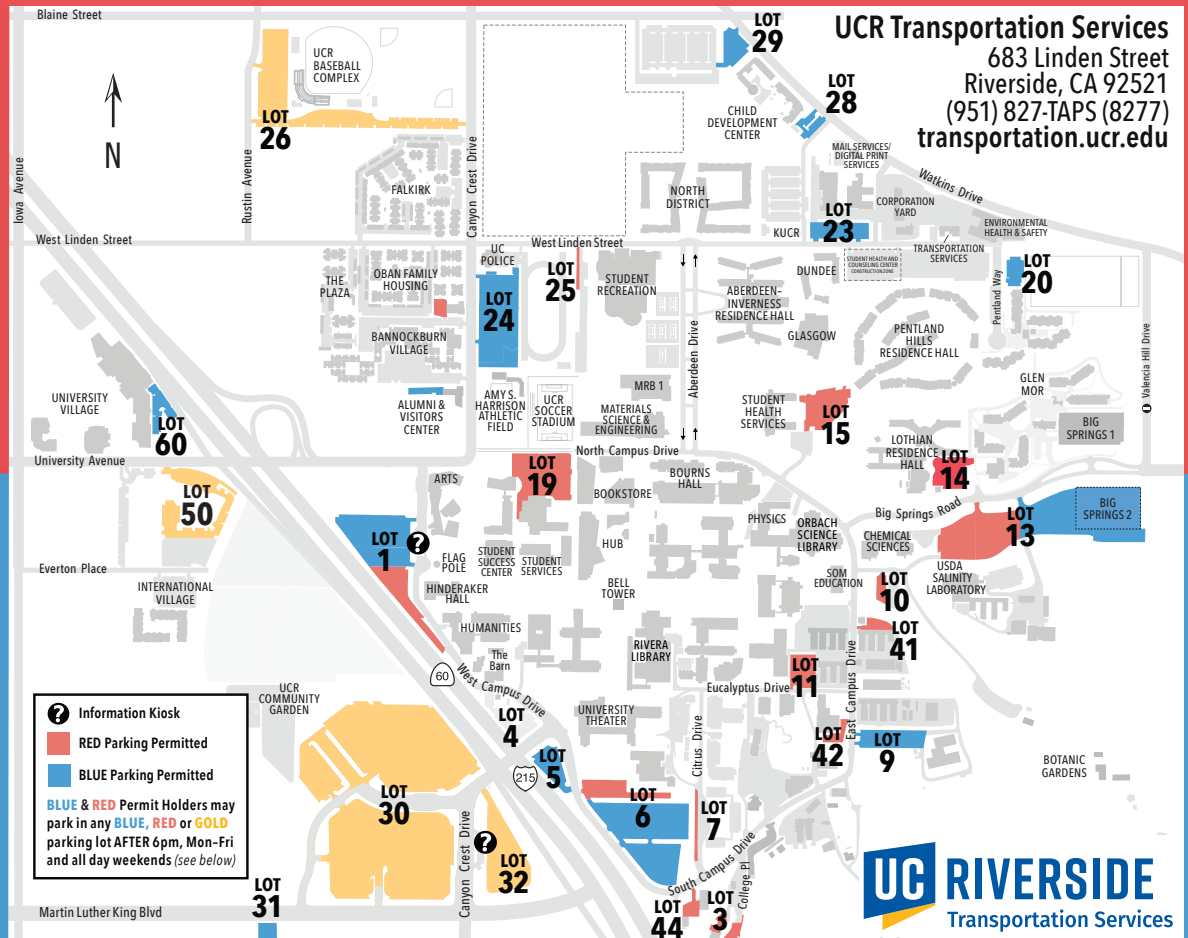 Blaine Street
UCR Transportation Services
683 Linden Street
Riverside, CA 92521
(951) 827-TAPS (8277)
transportation.ucr.edu
LOT
29
UCR
BASEBALL
COMPLEX
LOT
28
CHILD
DEVELOPMENT
CENTER
LOT
26
N
MAIL SERVICES/
DIGITAL PRINT
SERVICES
Watkins Drive
Iowa Avenue
Rustin Avenue
Canyon Crest Drive
FALKIRK
NORTH
DISTRICT
CORPORATION
YARD
LOT
23
KUCR
ENVIRONMENTAL
HEALTH & SAFETY
West Linden Street
West Linden Street
TRANSPORTATION
SERVICES
UC
POLICE
LOT
25
STUDENT
RECREATION
DUNDEE
STUDENT HEALTH AND
COUNSELING CENTER
CONSTRUCTION ZONE
LOT
20
THE
PLAZA
OBAN FAMILY
HOUSING
LOT
24
ABERDEEN–
INVERNESS
RESIDENCE HALL
Pentland Way
BANNOCKBURN
VILLAGE
Aberdeen Drive
GLASGOW
PENTLAND
HILLS
RESIDENCE HALL
Valencia Hill Drive
MRB 1
GLEN
MOR
UNIVERSITY
VILLAGE
LOT
60
ALUMNI &
VISITORS
CENTER
AMY S.
HARRISON
ATHLETIC
FIELD
UCR
SOCCER
STADIUM
MATERIALS
SCIENCE &
ENGINEERING
STUDENT
HEALTH
SERVICES
LOT
15
BIG
SPRINGS 1
LOTHIAN
RESIDENCE
HALL
LOT
14
University Avenue
North Campus Drive
LOT
50
ARTS
LOT
19
BOOKSTORE
BOURNS
HALL
Big Springs Road
BIG
SPRINGS 2
LOT
13
LOT
1
?
PHYSICS
ORBACH
SCIENCE
LIBRARY
CHEMICAL
SCIENCES
FLAG
POLE
STUDENT
SUCCESS
CENTER
STUDENT
SERVICES
HUB
Everton Place
INTERNATIONAL
VILLAGE
HINDERAKER
HALL
BELL
TOWER
SOM
EDUCATION
LOT
10
USDA
SALINITY
LABORATORY
HUMANITIES
LOT
41
The
Barn
RIVERA
LIBRARY
60
West Campus Drive
Eucalyptus Drive
LOT
11
East Campus Drive
UCR
COMMUNITY
GARDEN
LOT
4
UNIVERSITY
THEATER
Citrus Drive
LOT
42
LOT
9
? Information Kiosk
RED Parking Permitted
BLUE Parking Permitted
BLUE & RED Permit Holders may
park in any BLUE, RED or GOLD
parking lot AFTER 6pm, Mon–Fri
and all day weekends (see below)
LOT
5
215
BOTANIC
GARDENS
LOT
30
LOT
6
LOT
7
Canyon Crest Drive
?
LOT
32
South Campus Drive
College Pl
LOT
31
Martin Luther King Blvd
LOT
44
LOT
3
UC RIVERSIDE
Transportation Services